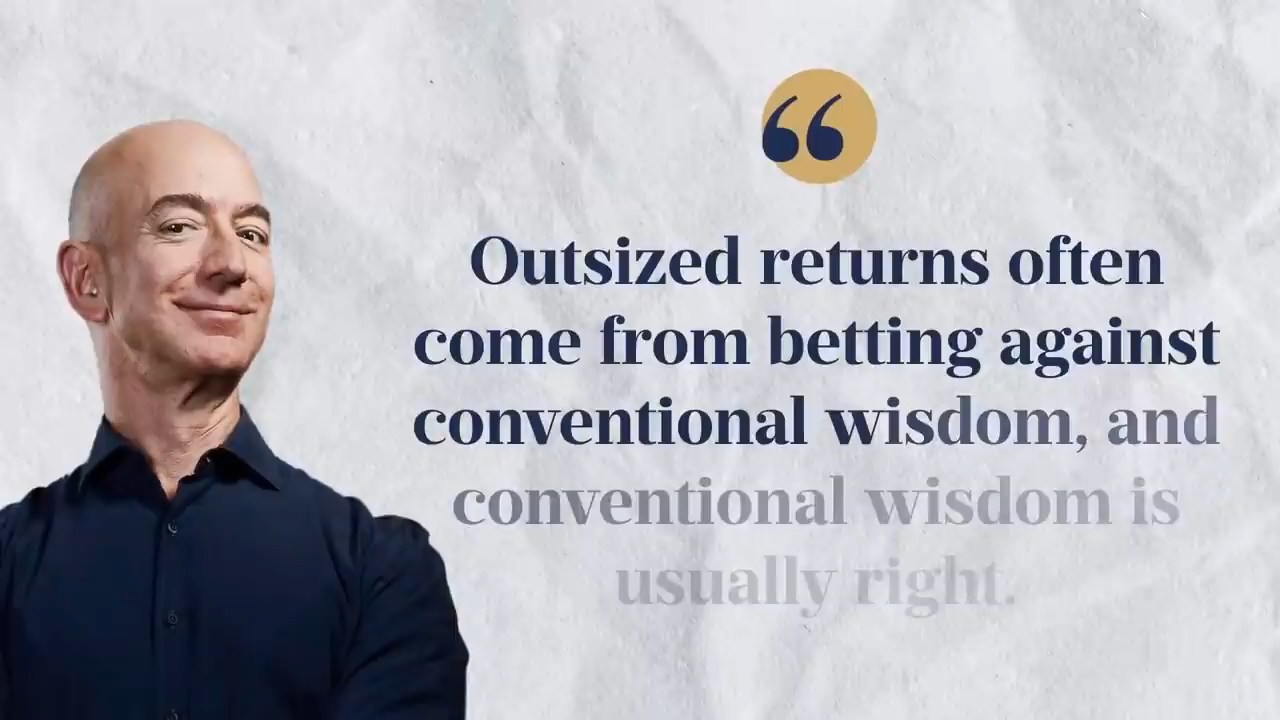 “
Outsized returns often
come from betting against
conventional wisdom, and
conventional wisdom is
usually right.